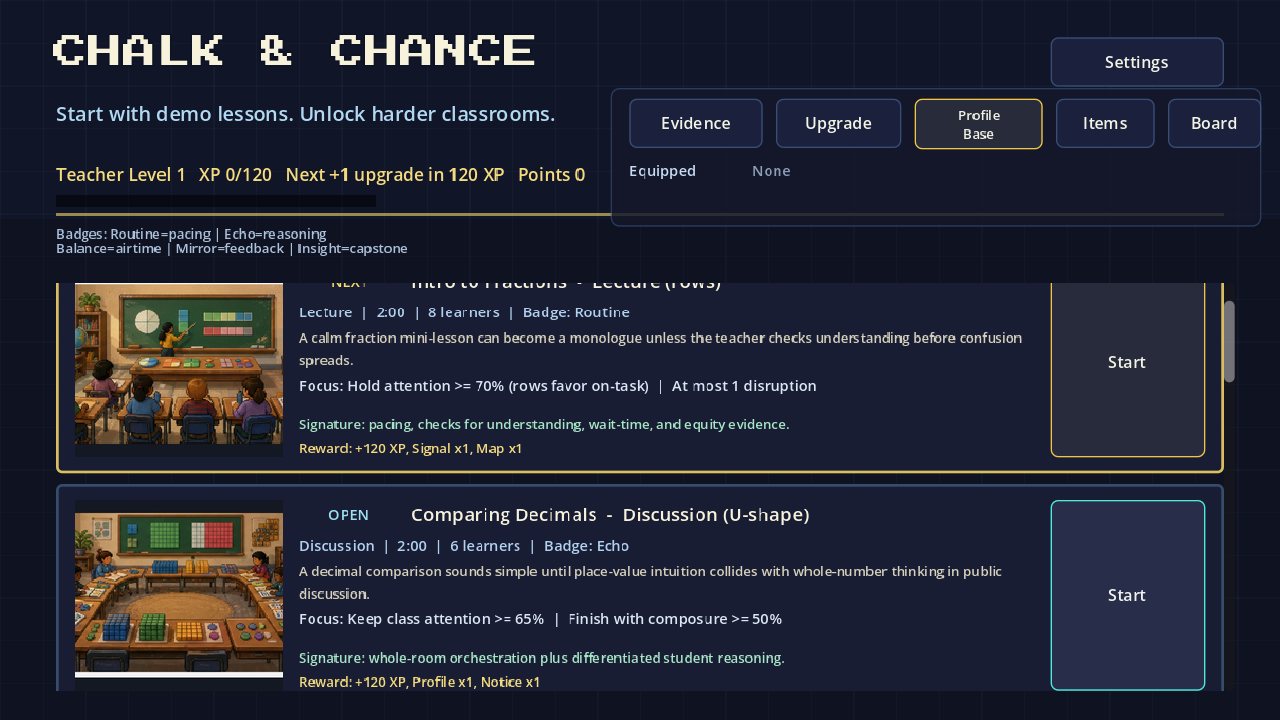 CHALK & CHANCE
Settings
Start with demo lessons. Unlock harder classrooms.
Evidence
Upgrade
Profile
Base
Items
Board
Teacher Level 1 XP 0/120 Next +1 upgrade in 120 XP Points 0
Equipped None
Badges: Routine=pacing | Echo=reasoning
Balance=airtime | Mirror=feedback | Insight=capstone
NEXT Intro to Fractions - Lecture (rows)
Lecture | 2:00 | 8 learners | Badge: Routine
A calm fraction mini-lesson can become a monologue unless the teacher checks understanding before confusion
spreads.
Focus: Hold attention >= 70% (rows favor on-task) | At most 1 disruption
Signature: pacing, checks for understanding, wait-time, and equity evidence.
Reward: +120 XP, Signal x1, Map x1
Start
OPEN Comparing Decimals - Discussion (U-shape)
Discussion | 2:00 | 6 learners | Badge: Echo
A decimal comparison sounds simple until place-value intuition collides with whole-number thinking in public
discussion.
Focus: Keep class attention >= 65% | Finish with composure >= 50%
Signature: whole-room orchestration plus differentiated student reasoning.
Reward: +120 XP, Profile x1, Notice x1
Start